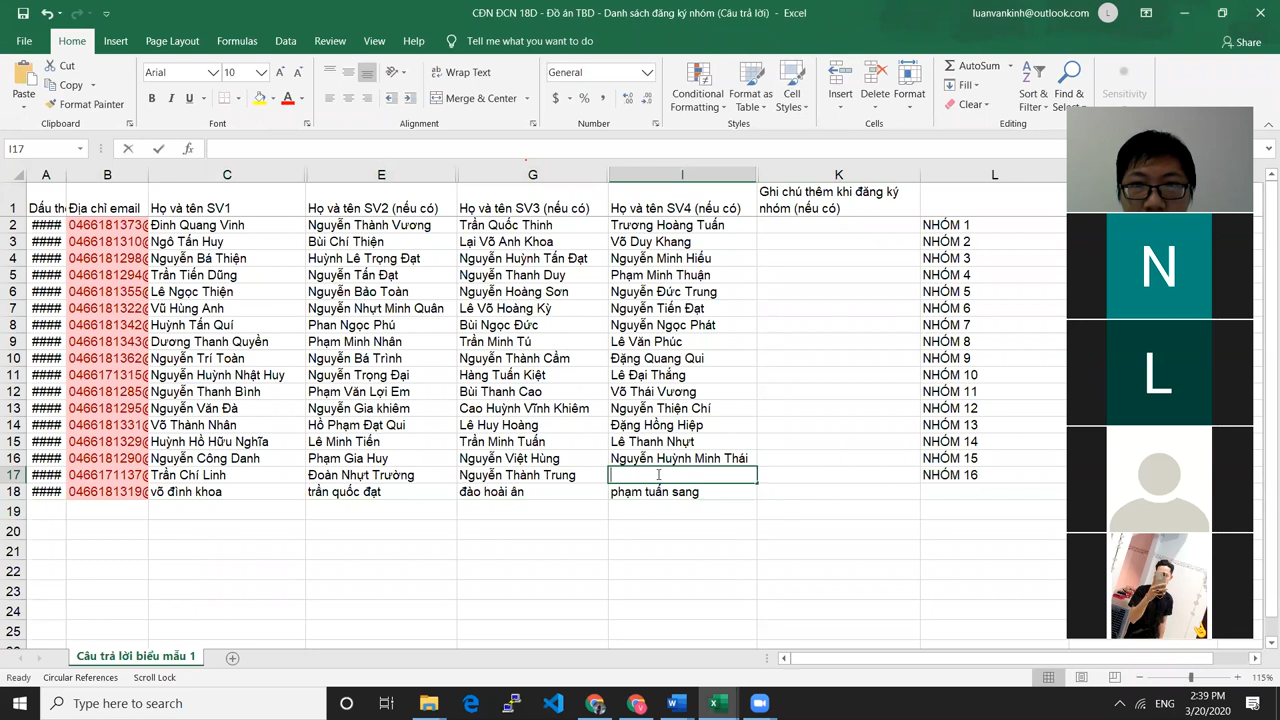 CĐN ĐCN 18D - Đồ án TBD - Danh sách đăng ký nhóm (Câu trả lời) - Excel
luanvankinh@outlook.com
L
File Home Insert Page Layout Formulas Data Review View Help Tell me what you want to do Share
Paste
Cut
Copy
Format Painter
Clipboard
Arial
10
B I U
Font
Wrap Text
Merge & Center
Alignment
General
$ % ,
Number
Conditional Formatting
Format as Table
Cell Styles
Styles
Insert
Delete
Format
Cells
AutoSum
Fill
Clear
Sort & Filter
Find & Select
Editing
Sensitivity
I17
A B C E G I K L
1 Dấu th Địa chỉ email Họ và tên SV1 Họ và tên SV2 (nếu có) Họ và tên SV3 (nếu có) Họ và tên SV4 (nếu có) Ghi chú thêm khi đăng ký nhóm (nếu có)
2 #### 0466181373@ Đinh Quang Vinh Nguyễn Thành Vương Trần Quốc Thinh Trương Hoàng Tuấn NHÓM 1
3 #### 0466181310@ Ngô Tấn Huy Bùi Chí Thiện Lại Võ Anh Khoa Võ Duy Khang NHÓM 2
4 #### 0466181298@ Nguyễn Bá Thiện Huỳnh Lê Trọng Đạt Nguyễn Huỳnh Tấn Đạt Nguyễn Minh Hiếu NHÓM 3
5 #### 0466181294@ Trần Tiến Dũng Nguyễn Tấn Đạt Nguyễn Thanh Duy Phạm Minh Thuận NHÓM 4
6 #### 0466181355@ Lê Ngọc Thiện Nguyễn Bảo Toàn Nguyễn Hoàng Sơn Nguyễn Đức Trung NHÓM 5
7 #### 0466181322@ Vũ Hùng Anh Nguyễn Nhựt Minh Quân Lê Võ Hoàng Kỳ Nguyễn Tiến Đạt NHÓM 6
8 #### 0466181342@ Huỳnh Tấn Quí Phan Ngọc Phú Bùi Ngọc Đức Nguyễn Ngọc Phát NHÓM 7
9 #### 0466181343@ Dương Thanh Quyền Phạm Minh Nhân Trần Minh Tú Lê Văn Phúc NHÓM 8
10 #### 0466181362@ Nguyễn Trí Toàn Nguyễn Bá Trình Nguyễn Thành Cầm Đặng Quang Qui NHÓM 9
11 #### 0466171315@ Nguyễn Huỳnh Nhật Huy Nguyễn Trọng Đại Hàng Tuấn Kiệt Lê Đại Thắng NHÓM 10
12 #### 0466181285@ Nguyễn Thanh Bình Phạm Văn Lợi Em Bùi Thanh Cao Võ Thái Vương NHÓM 11
13 #### 0466181295@ Nguyễn Văn Đà Nguyễn Gia khiêm Cao Huỳnh Vĩnh Khiêm Nguyễn Thiện Chí NHÓM 12
14 #### 0466181331@ Võ Thành Nhân Hồ Phạm Đạt Qui Lê Huy Hoàng Đặng Hồng Hiệp NHÓM 13
15 #### 0466181329@ Huỳnh Hồ Hữu Nghĩa Lê Minh Tiến Trần Minh Tuấn Lê Thanh Nhựt NHÓM 14
16 #### 0466181290@ Nguyễn Công Danh Phạm Gia Huy Nguyễn Việt Hùng Nguyễn Huỳnh Minh Thái NHÓM 15
17 #### 0466171137@ Trần Chí Linh Đoàn Nhựt Trường Nguyễn Thành Trung NHÓM 16
18 #### 0466181319@ võ đình khoa trần quốc đạt đào hoài ân phạm tuấn sang
19
20
21
22
23
24
25
N
L
Câu trả lời biểu mẫu 1
Ready Circular References Scroll Lock 115%
Type here to search
ENG
2:39 PM
3/20/2020